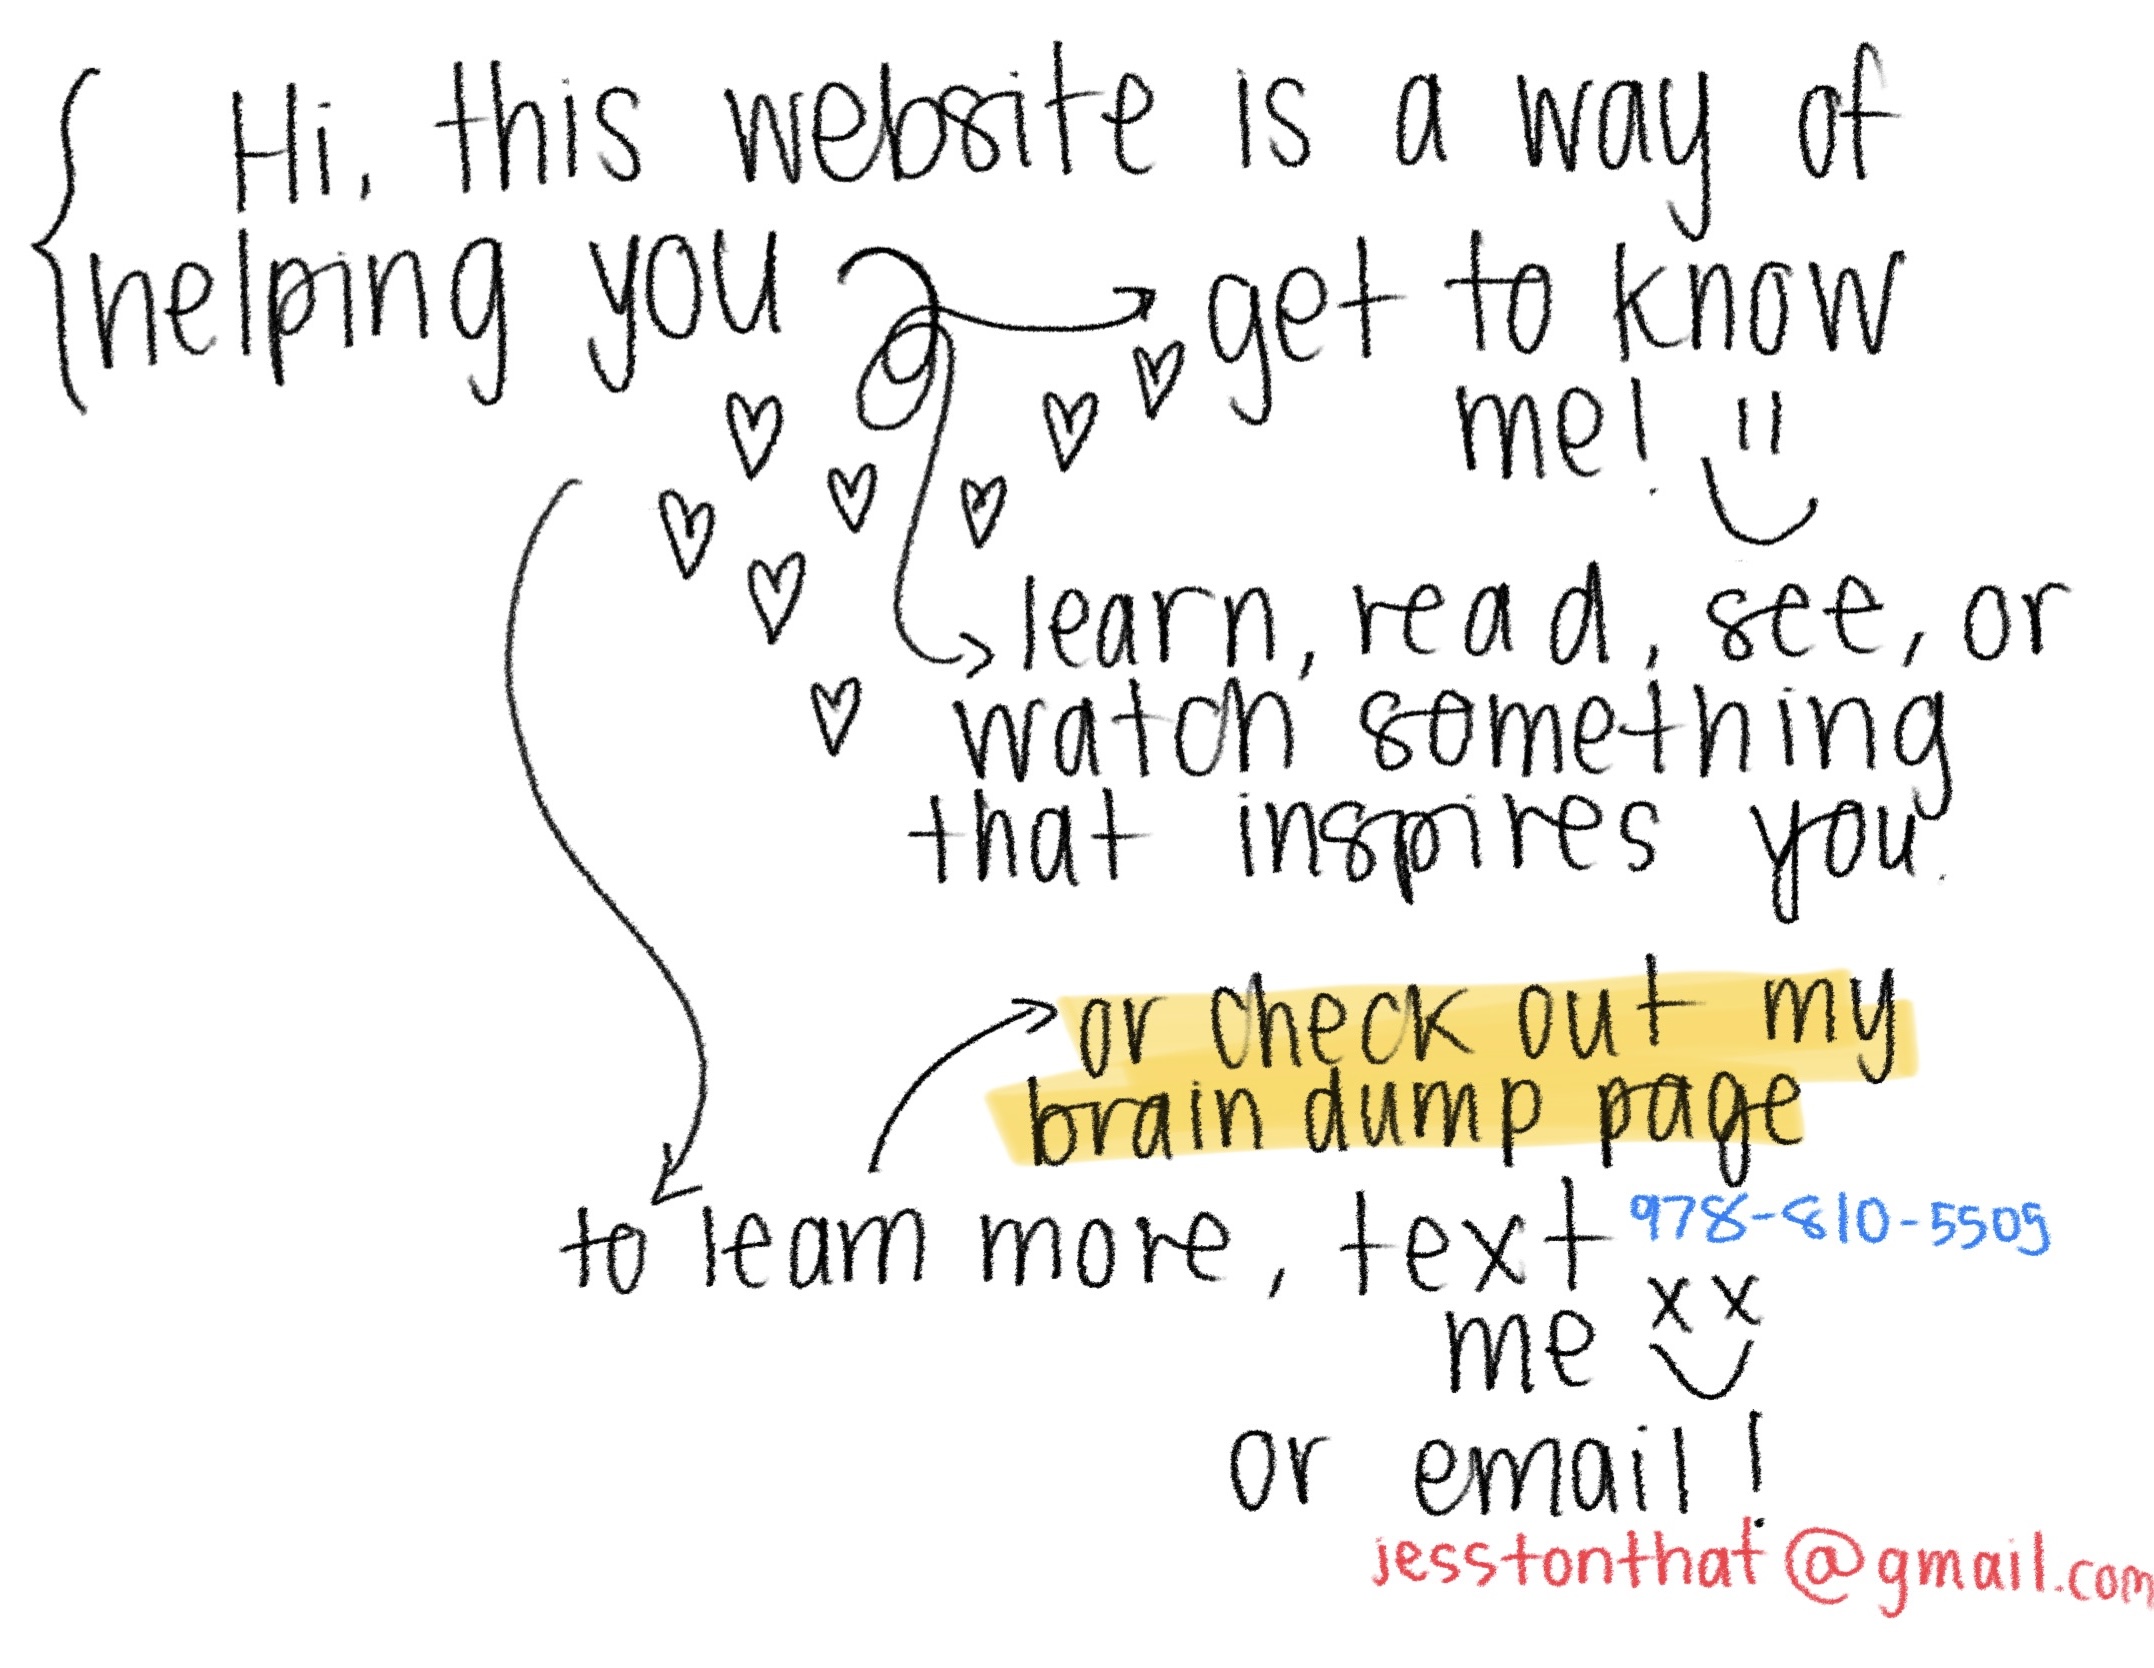 Hi, this website is a way of
helping you
get to know
me!
learn, read, see, or
watch something
that inspires you.
or check out my
brain dump page
to learn more, text
978-810-5509
me
or email!
jesstonthat@gmail.com